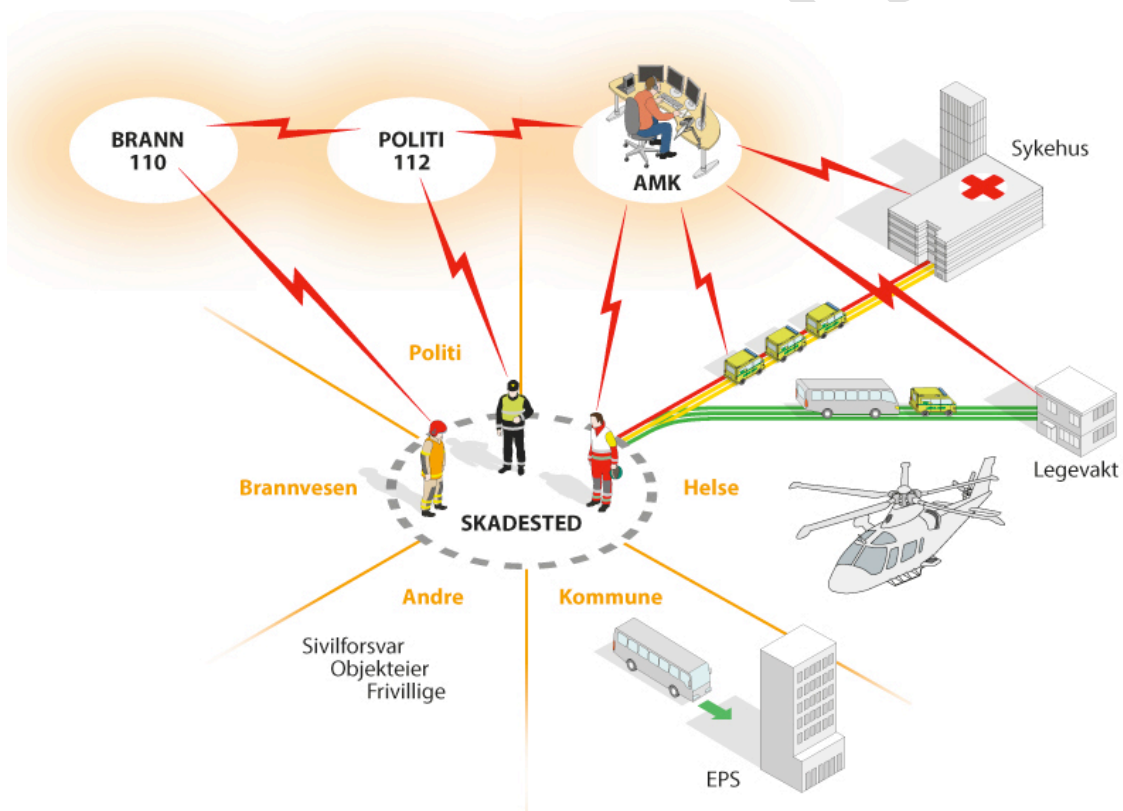 BRANN
110
POLITI
112
AMK
Sykehus
Politi
Legevakt
Brannvesen
Helse
SKADESTED
Andre
Kommune
Sivilforsvar
Objekteier
Frivillige
EPS